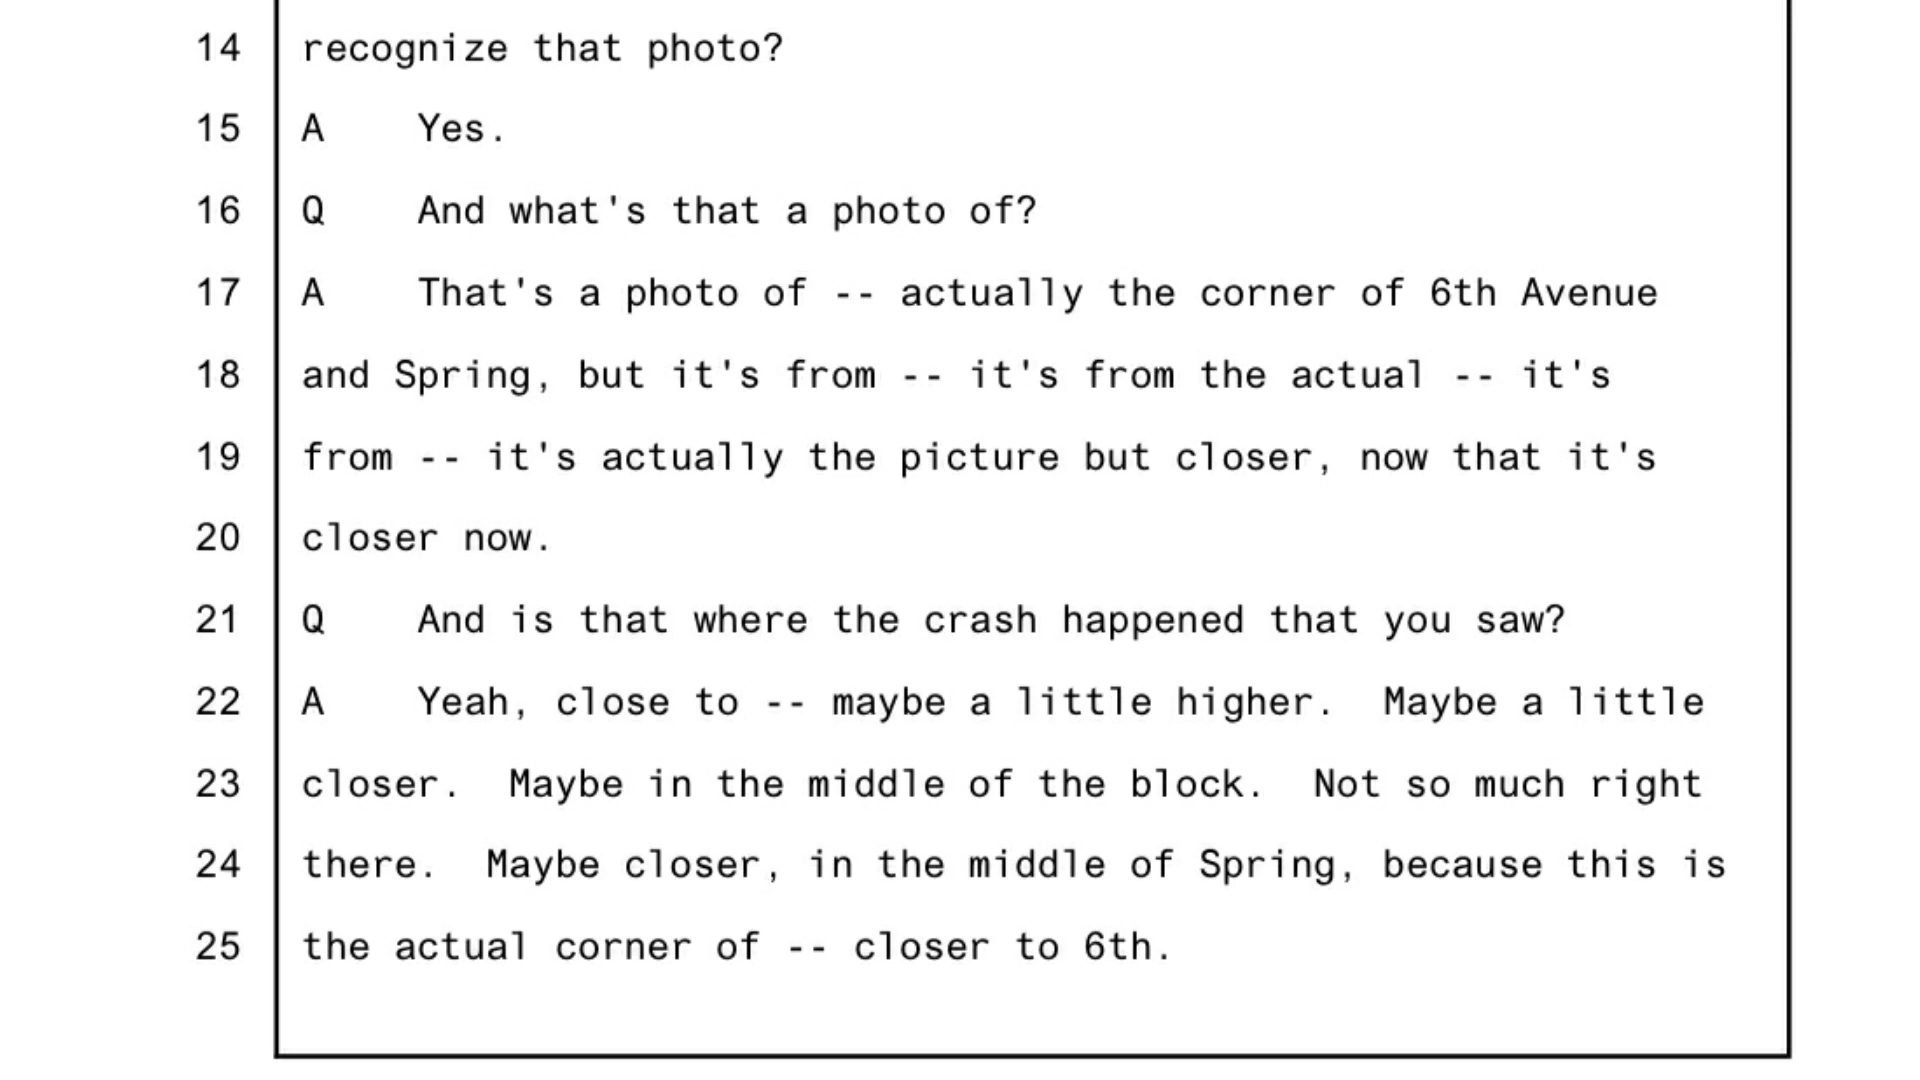 14 recognize that photo?
15 A Yes.
16 Q And what's that a photo of?
17 A That's a photo of -- actually the corner of 6th Avenue
18 and Spring, but it's from -- it's from the actual -- it's
19 from -- it's actually the picture but closer, now that it's
20 closer now.
21 Q And is that where the crash happened that you saw?
22 A Yeah, close to -- maybe a little higher. Maybe a little
23 closer. Maybe in the middle of the block. Not so much right
24 there. Maybe closer, in the middle of Spring, because this is
25 the actual corner of -- closer to 6th.